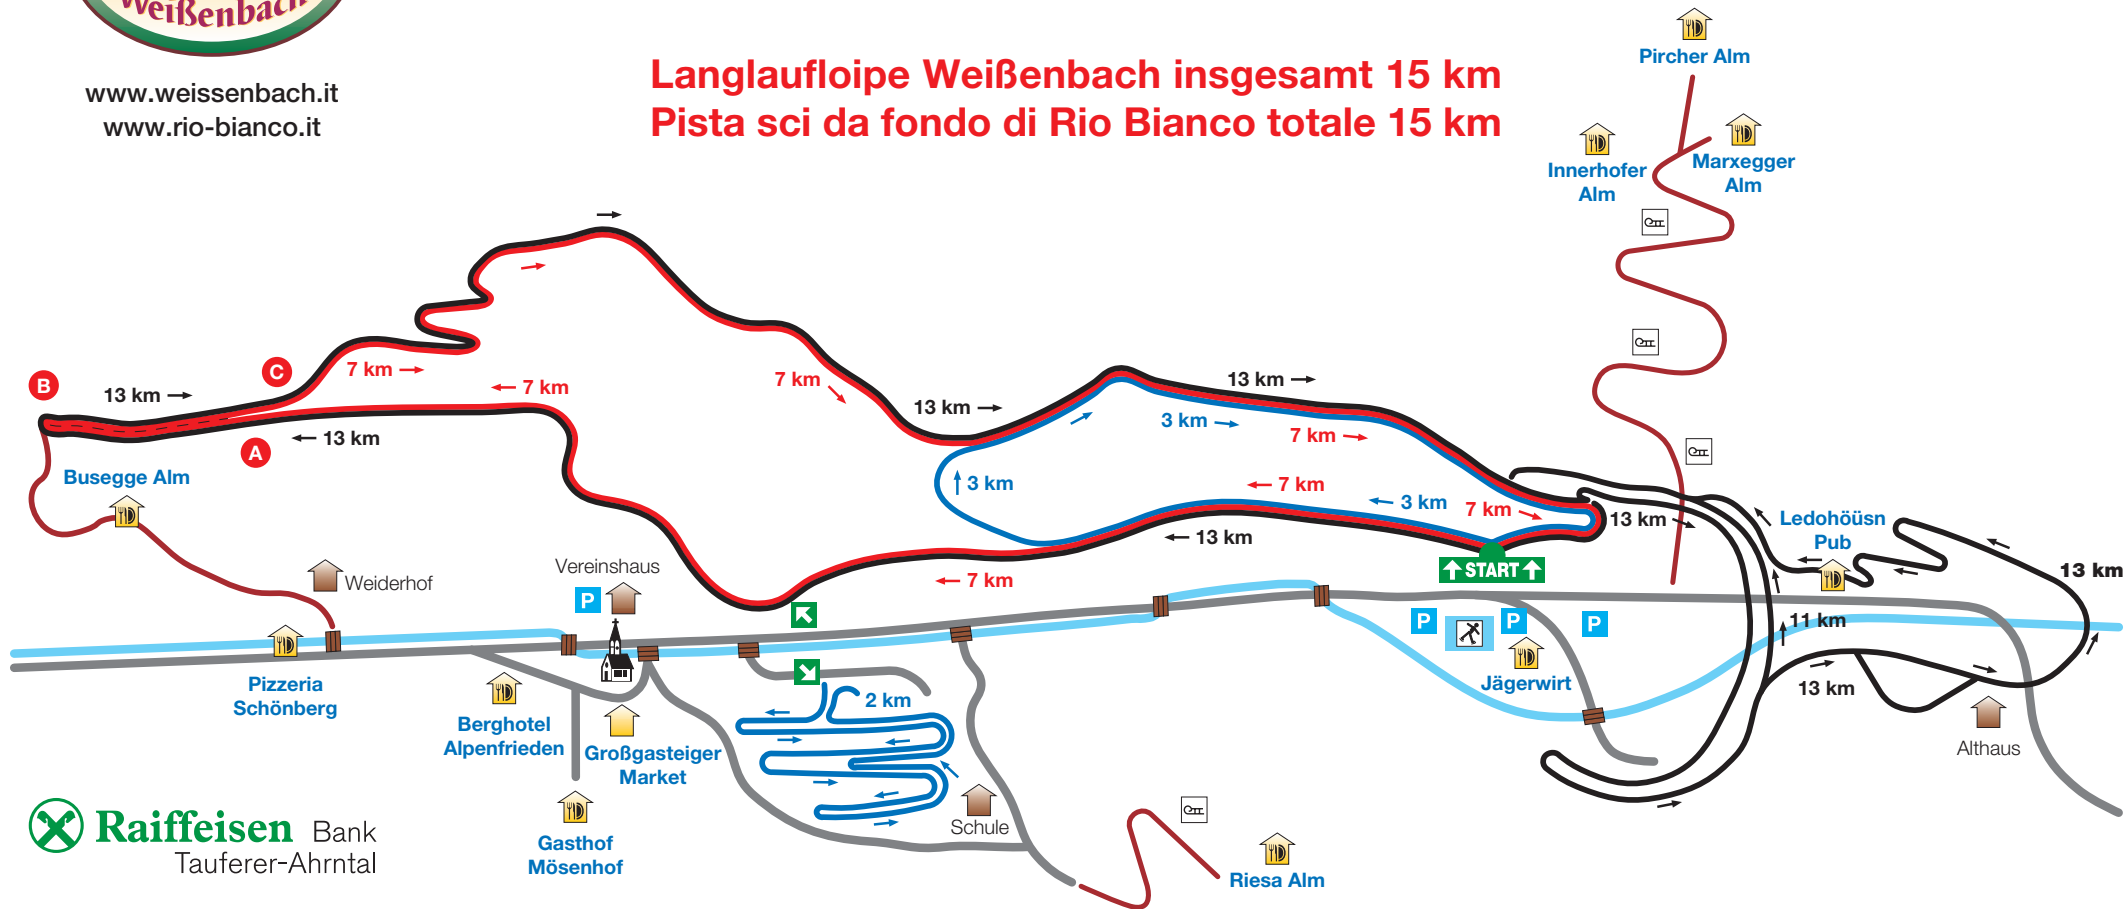 Weißenbach
www.weissenbach.it
www.rio-bianco.it
Langlaufloipe Weißenbach insgesamt 15 km
Pista sci da fondo di Rio Bianco totale 15 km
Pircher Alm
Innerhofer
Alm
Marxegger
Alm
B
13 km
C
7 km
7 km
A
13 km
7 km
13 km
13 km
3 km
7 km
3 km
7 km
3 km
7 km
13 km
13 km
7 km
START
Ledohöüsn
Pub
13 km
11 km
13 km
Busegge Alm
Weiderhof
Vereinshaus
P
P
P
P
Jägerwirt
Althaus
Pizzeria
Schönberg
Berghotel
Alpenfrieden
Großgasteiger
Market
2 km
Schule
Gasthof
Mösenhof
Riesa Alm
Raiffeisen Bank
Tauferer-Ahrntal